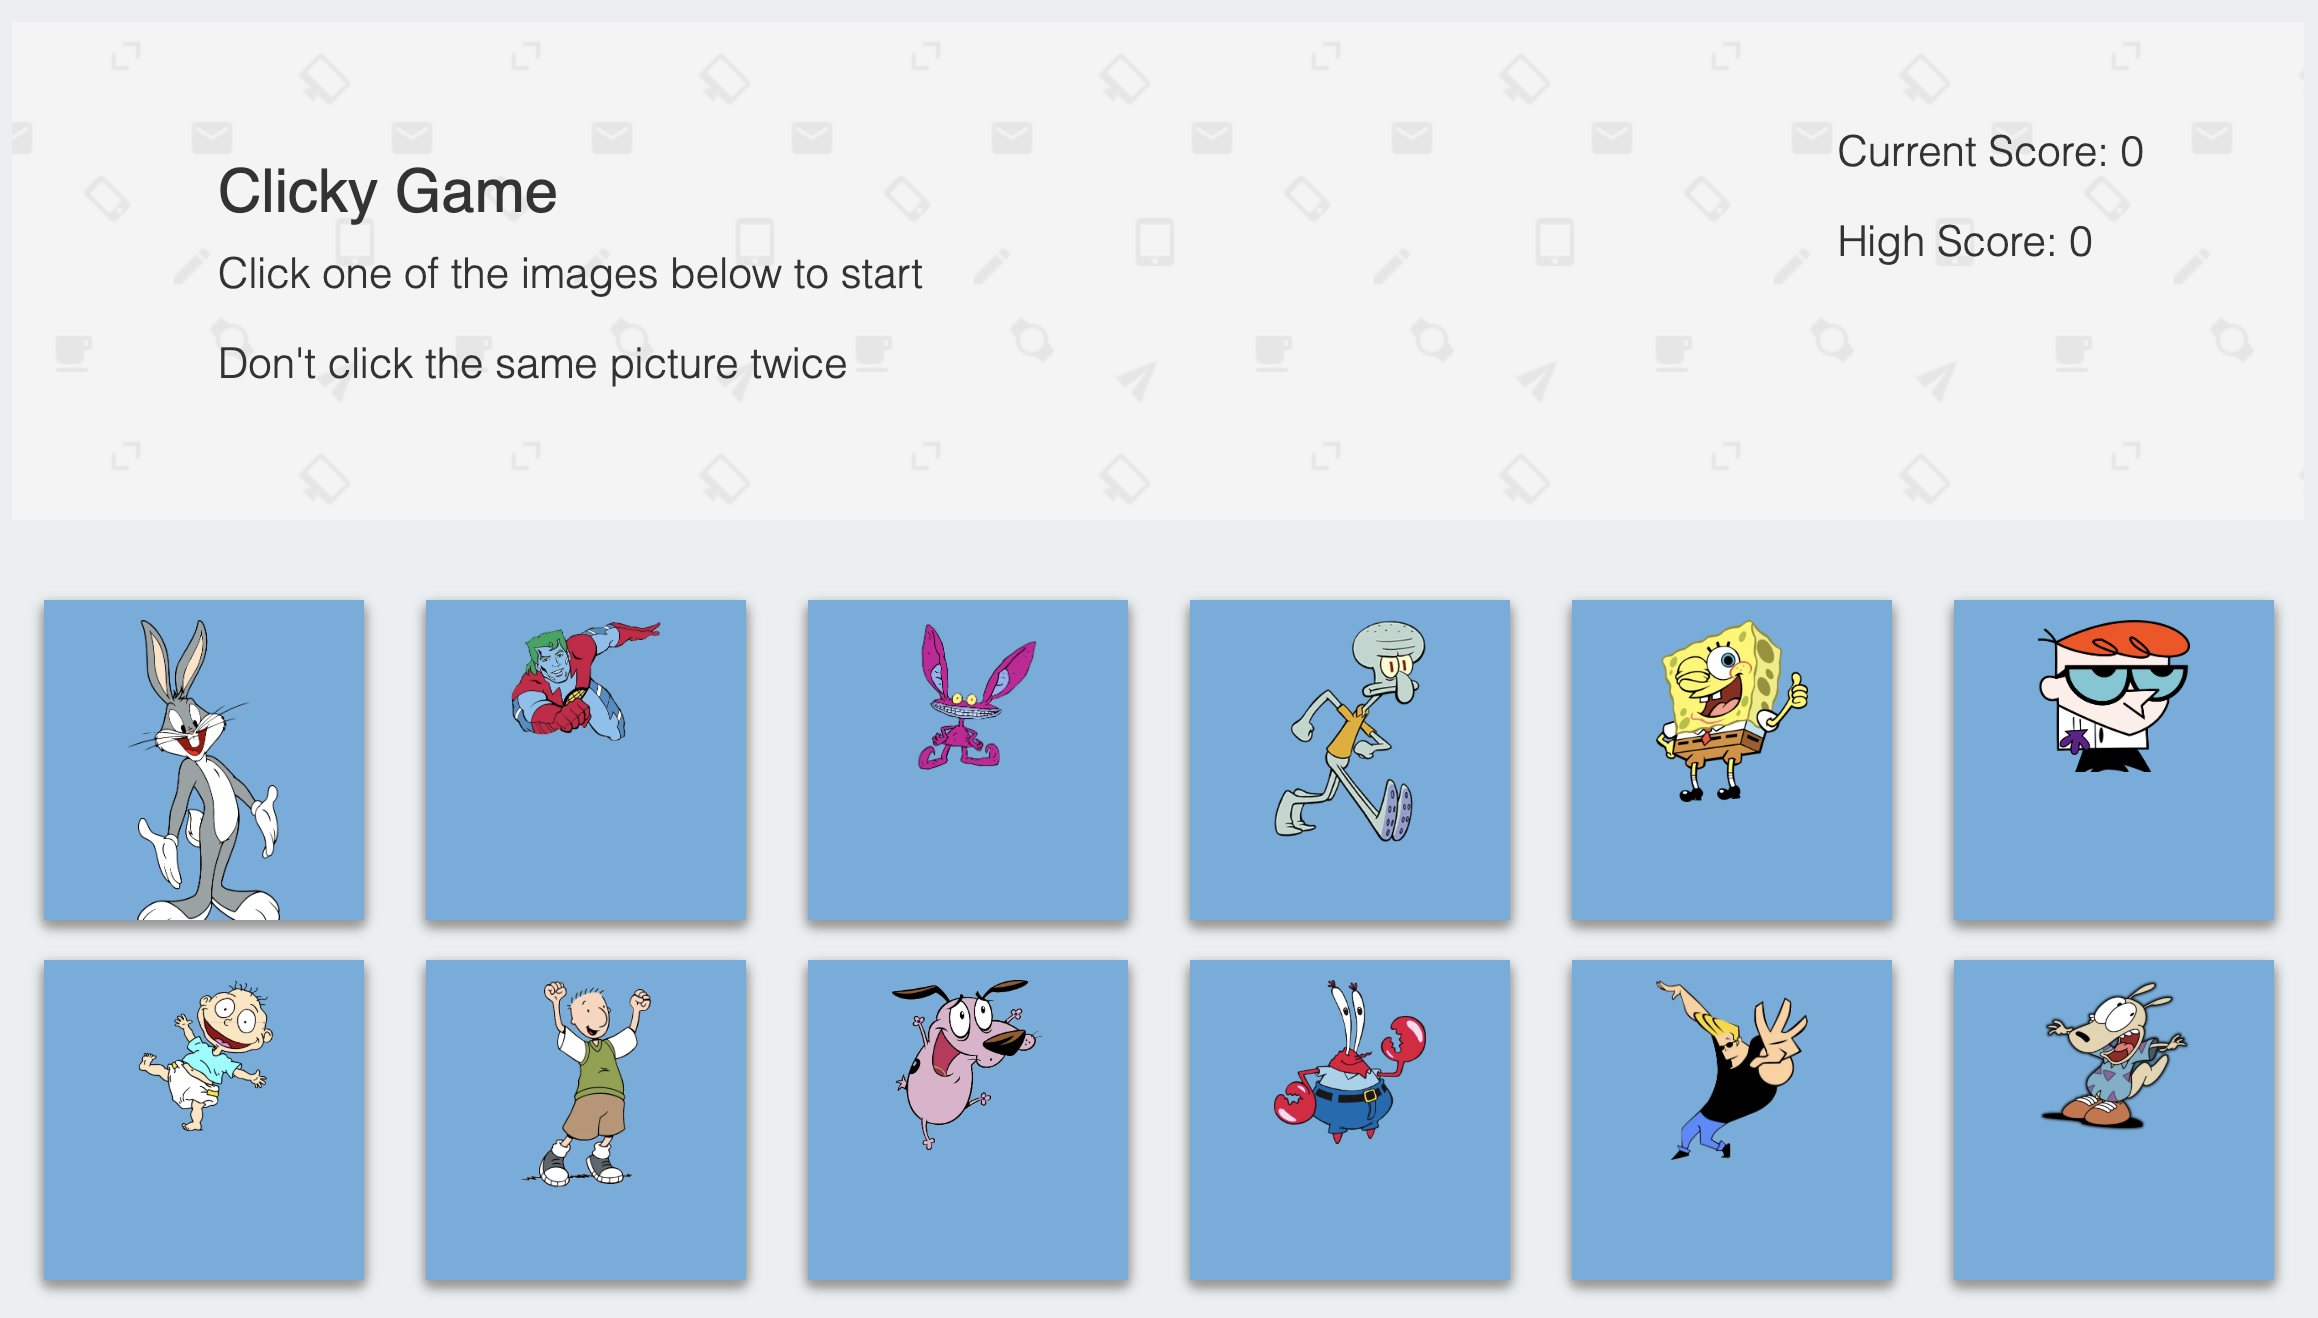 Clicky Game
Click one of the images below to start
Don't click the same picture twice
Current Score: 0
High Score: 0